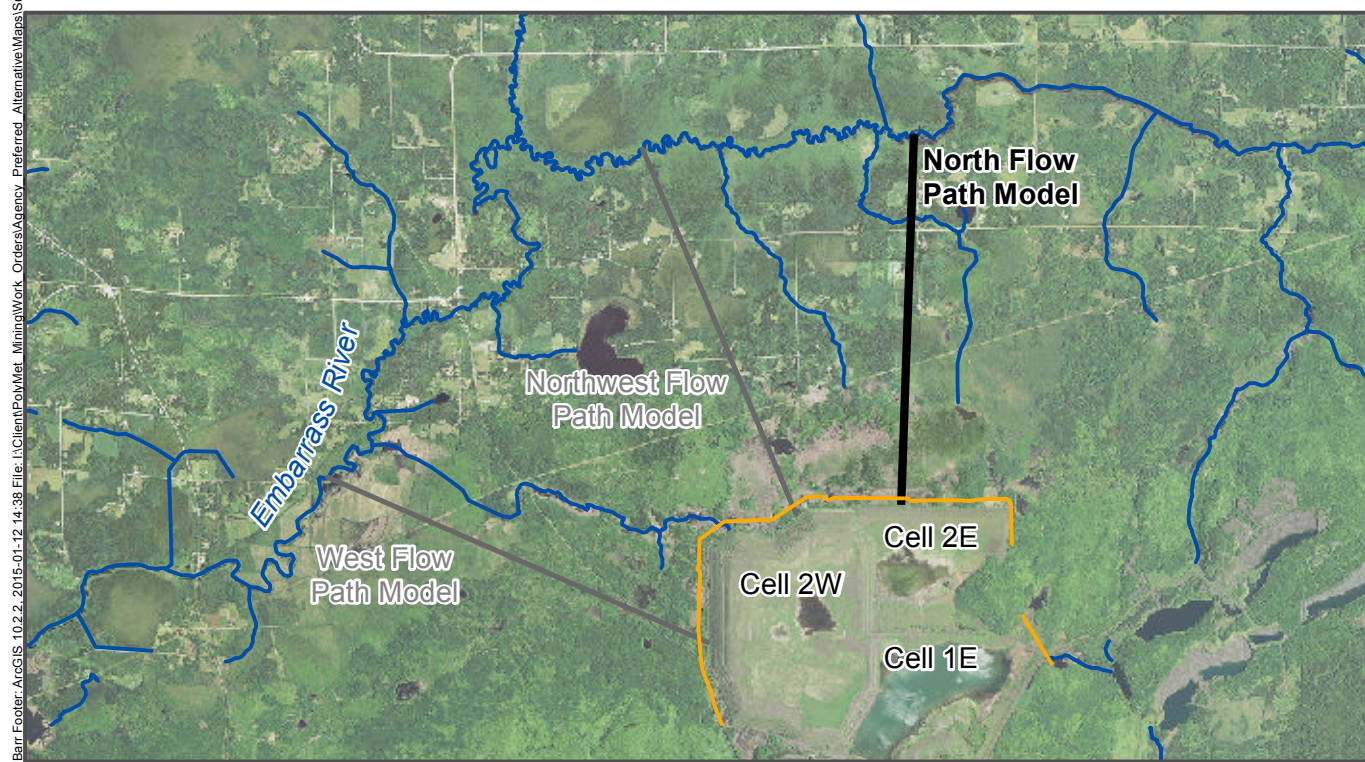 Barr Footer: ArcGIS 10.2.2, 2015-01-12 14:38 File: I:\Client\PolyMet_Mining\Work_Orders\Agency_Preferred_Alternative\Maps\Su
North Flow
Path Model
Northwest Flow
Path Model
Embarrass River
West Flow
Path Model
Cell 2E
Cell 2W
Cell 1E